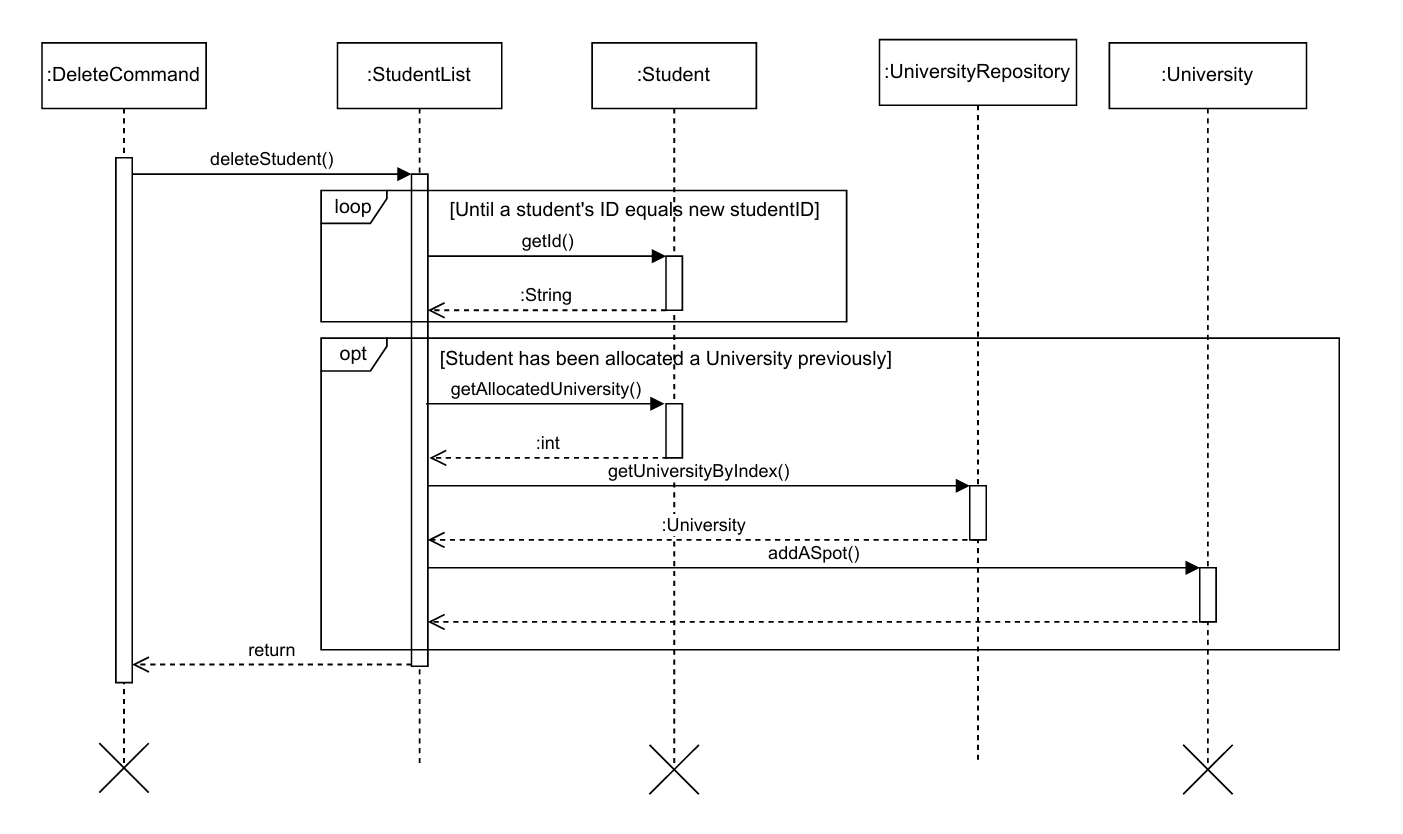 :DeleteCommand
:StudentList
:Student
:UniversityRepository
:University
deleteStudent()
loop
[Until a student's ID equals new studentID]
getId()
:String
opt
[Student has been allocated a University previously]
getAllocatedUniversity()
:int
getUniversityByIndex()
:University
addASpot()
return